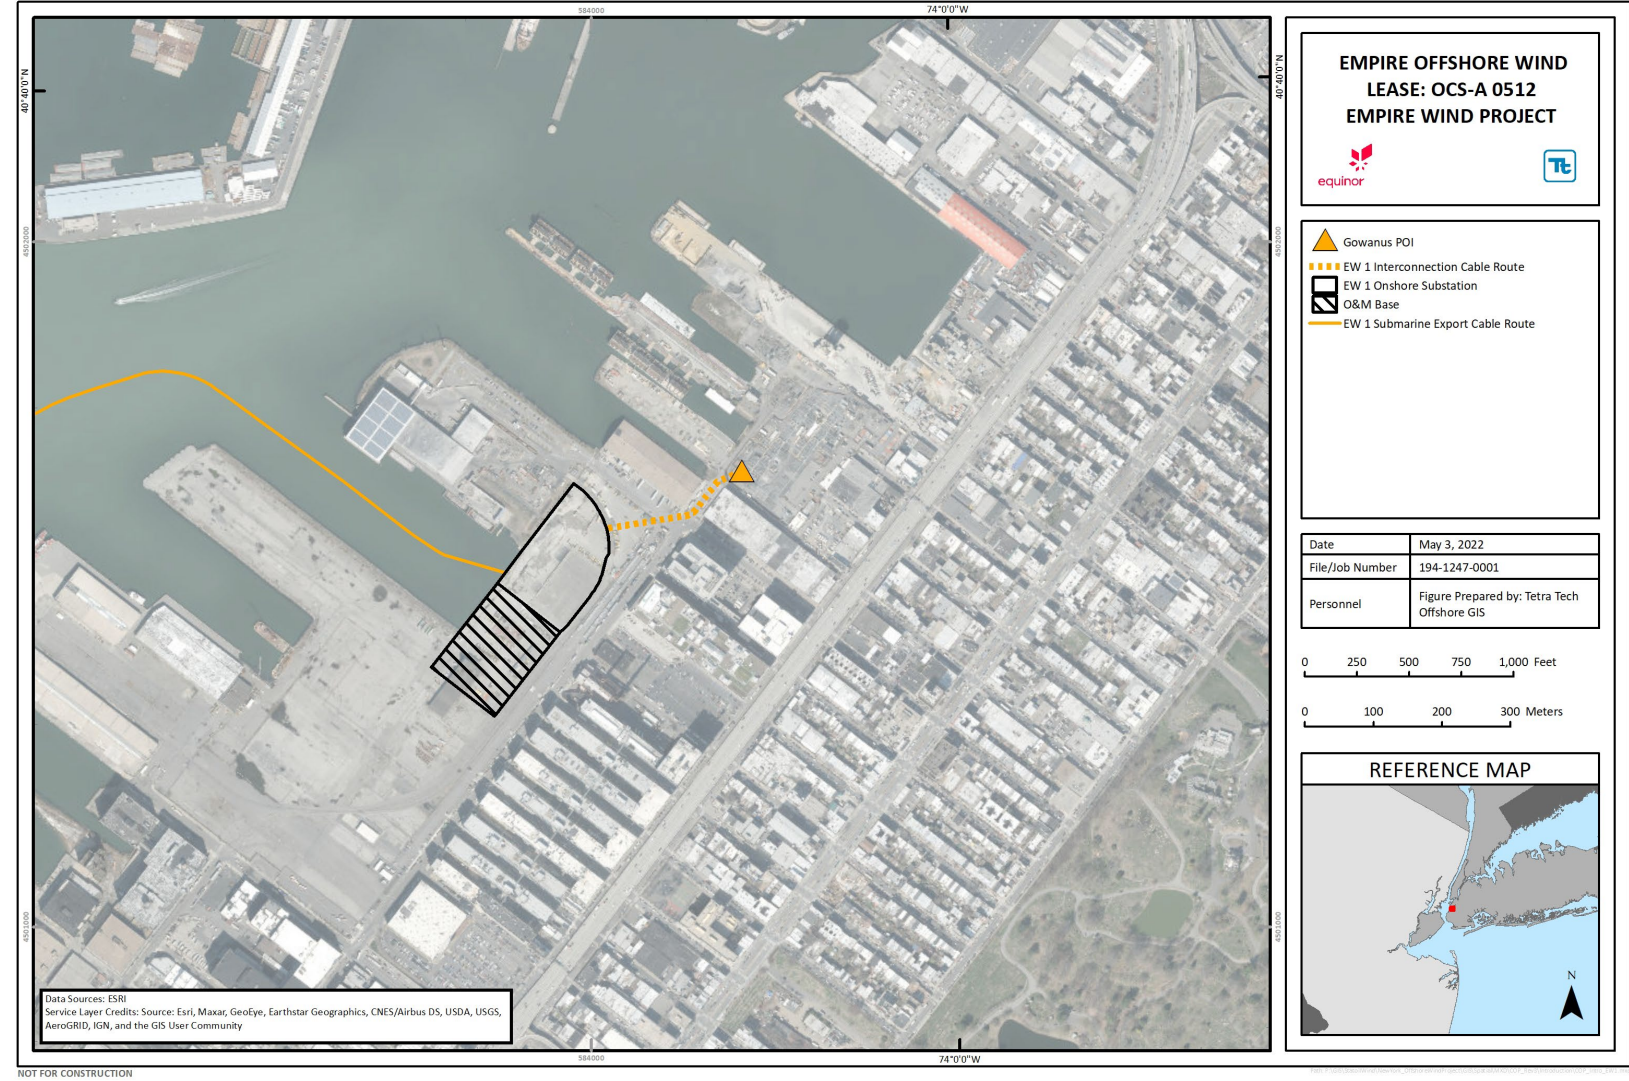 584000
74°0'0"W
40°40'0"N
40°40'0"N
4502000
4502000
4501000
4501000
Data Sources: ESRI
Service Layer Credits: Source: Esri, Maxar, GeoEye, Earthstar Geographics, CNES/Airbus DS, USDA, USGS,
AeroGRID, IGN, and the GIS User Community
584000
74°0'0"W
NOT FOR CONSTRUCTION
EMPIRE OFFSHORE WIND
LEASE: OCS-A 0512
EMPIRE WIND PROJECT
equinor
Tt
Gowanus POI
EW 1 Interconnection Cable Route
EW 1 Onshore Substation
O&M Base
EW 1 Submarine Export Cable Route
Date May 3, 2022
File/Job Number 194-1247-0001
Personnel Figure Prepared by: Tetra Tech
Offshore GIS
0 250 500 750 1,000 Feet
0 100 200 300 Meters
REFERENCE MAP
N